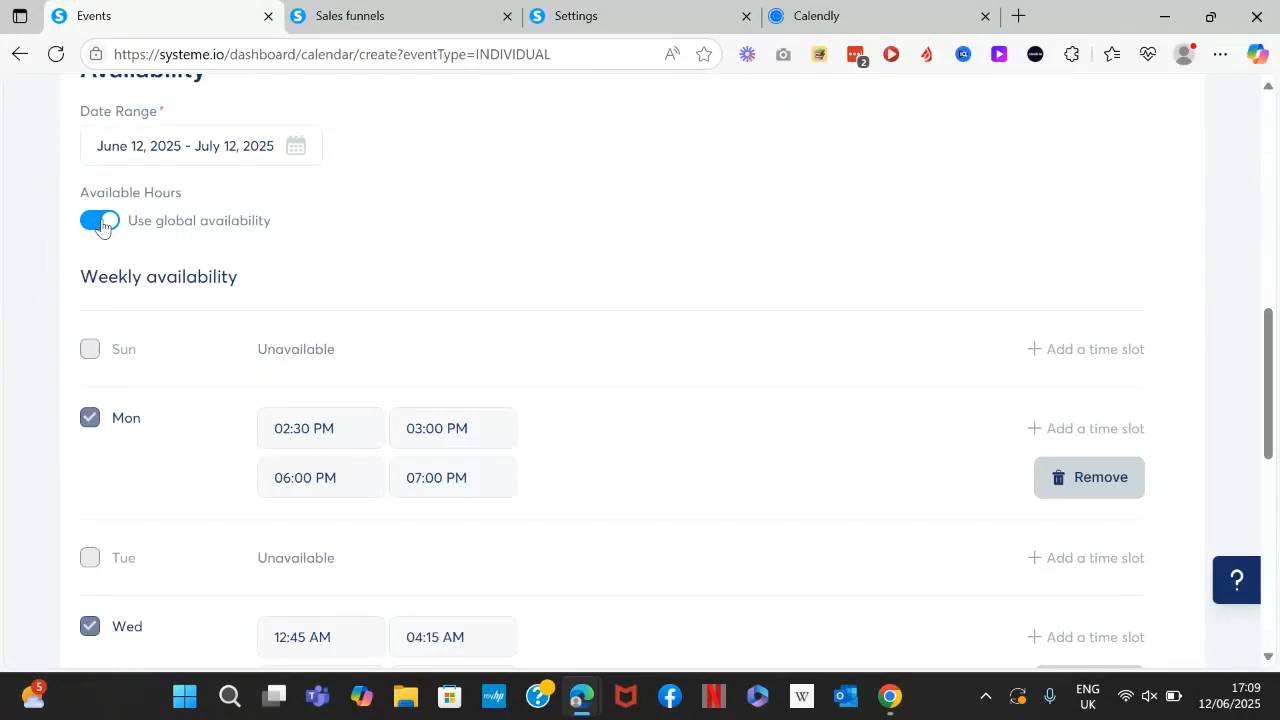 Events
Sales funnels
Settings
Calendly
https://systeme.io/dashboard/calendar/create?eventType=INDIVIDUAL
2
Availability
Date Range*
June 12, 2025 - July 12, 2025
Available Hours
Use global availability
Weekly availability
Sun Unavailable + Add a time slot
Mon 02:30 PM 03:00 PM + Add a time slot
06:00 PM 07:00 PM Remove
Tue Unavailable + Add a time slot
?
Wed 12:45 AM 04:15 AM + Add a time slot
5
ENG 17:09
UK 12/06/2025